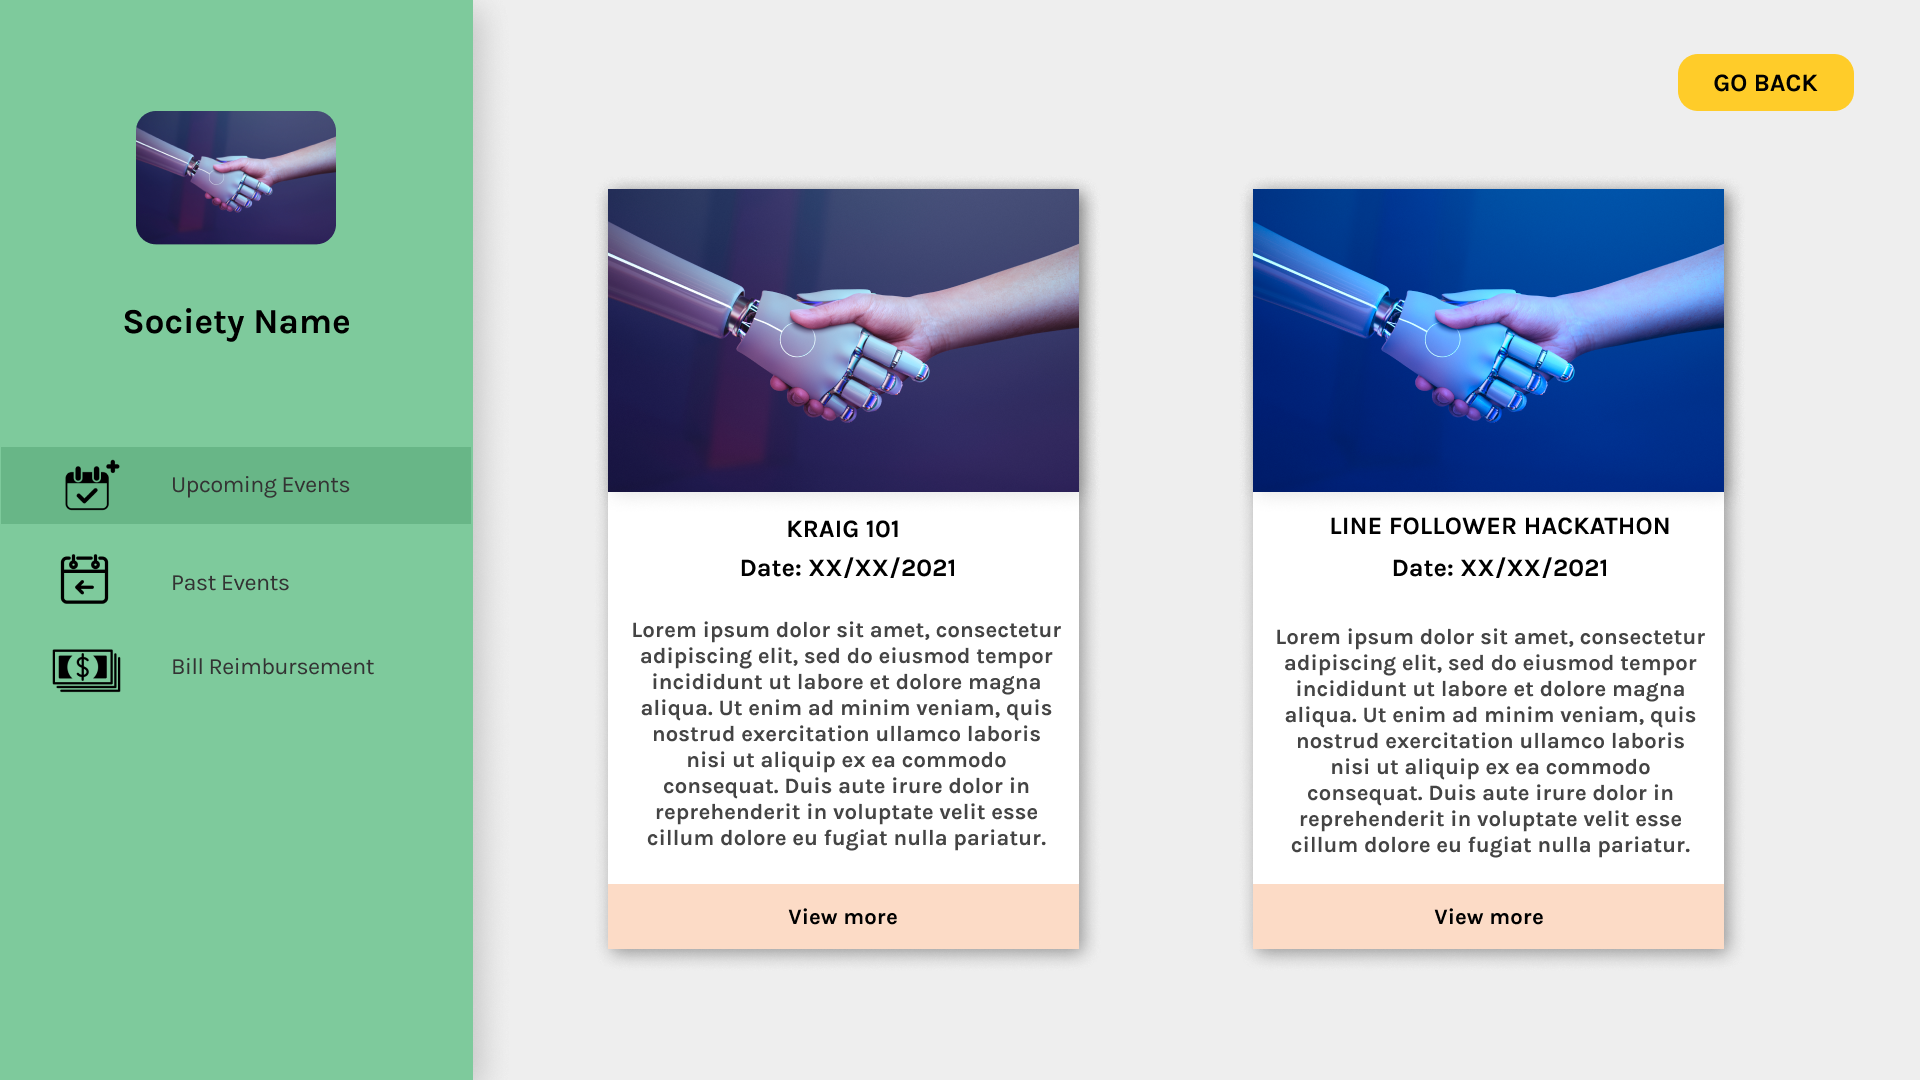 GO BACK
Society Name
Upcoming Events
Past Events
Bill Reimbursement
KRAIG 101
Date: XX/XX/2021
Lorem ipsum dolor sit amet, consectetur
adipiscing elit, sed do eiusmod tempor
incididunt ut labore et dolore magna
aliqua. Ut enim ad minim veniam, quis
nostrud exercitation ullamco laboris
nisi ut aliquip ex ea commodo
consequat. Duis aute irure dolor in
reprehenderit in voluptate velit esse
cillum dolore eu fugiat nulla pariatur.
View more
LINE FOLLOWER HACKATHON
Date: XX/XX/2021
Lorem ipsum dolor sit amet, consectetur
adipiscing elit, sed do eiusmod tempor
incididunt ut labore et dolore magna
aliqua. Ut enim ad minim veniam, quis
nostrud exercitation ullamco laboris
nisi ut aliquip ex ea commodo
consequat. Duis aute irure dolor in
reprehenderit in voluptate velit esse
cillum dolore eu fugiat nulla pariatur.
View more